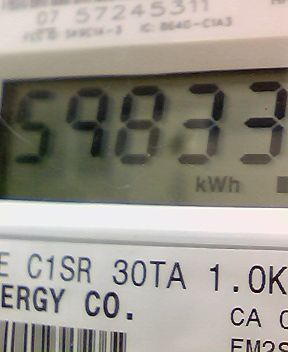 07 57245311
59833
kWh
E C1SR 30TA 1.0K
ERGY CO.
CA